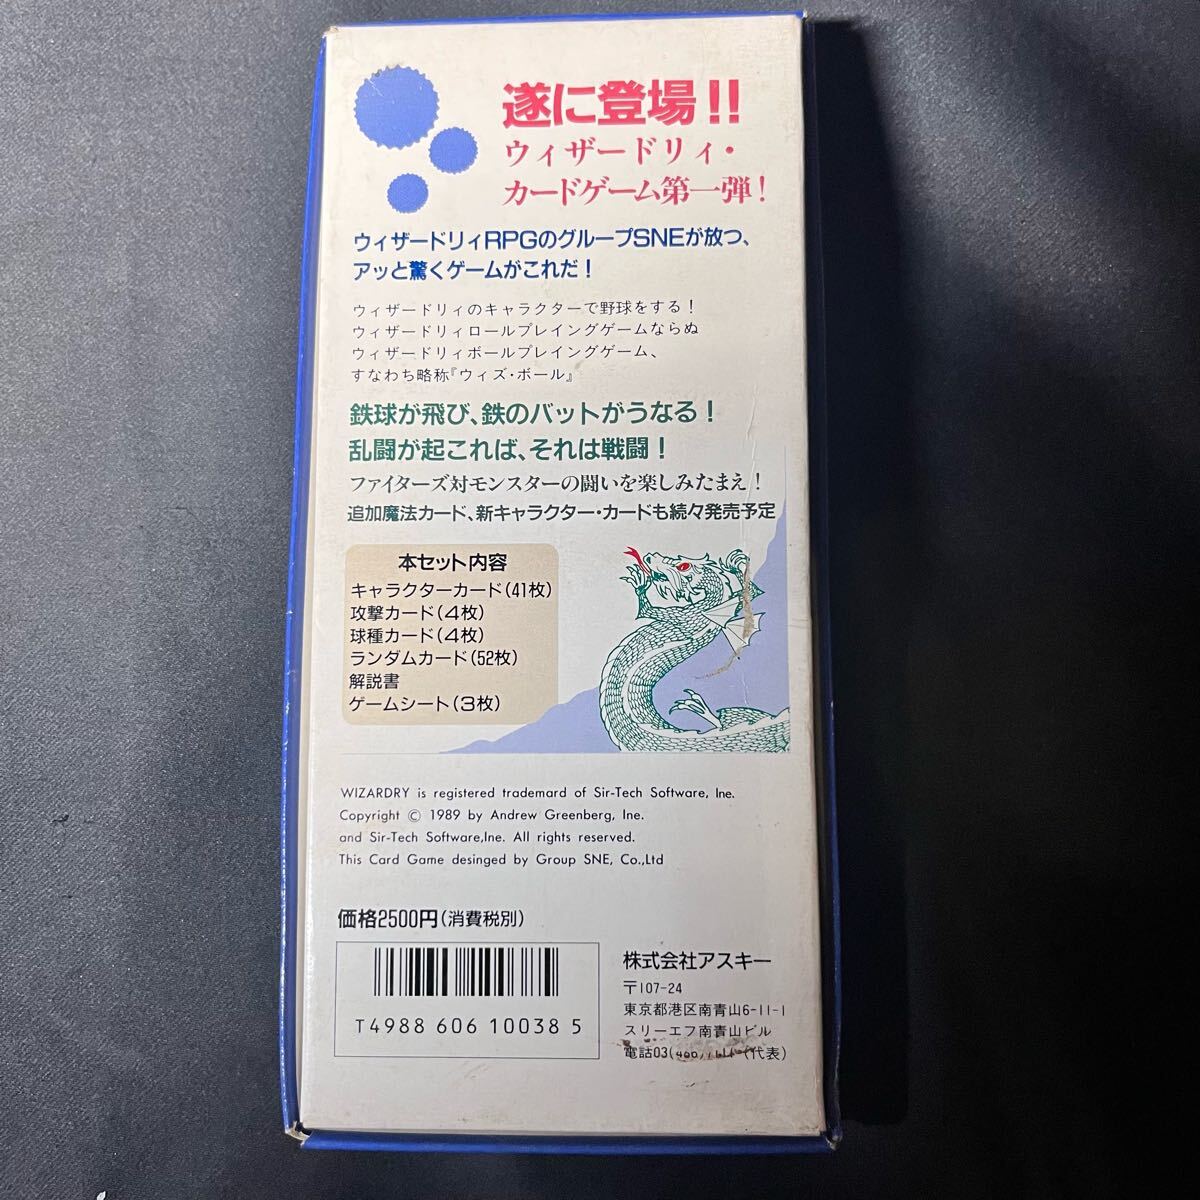 遂に登場!!
ウィザードリィ・
カードゲーム第一弾!
ウィザードリィRPGのグループSNEが放つ、
アッと驚くゲームがこれだ!
ウィザードリィのキャラクターで野球をする!
ウィザードリィロールプレイングゲームならぬ
ウィザードリィボールプレイングゲーム、
すなわち略称『ウィズ・ボール』
鉄球が飛び、鉄のバットがうなる!
乱闘が起これば、それは戦闘!
ファイターズ対モンスターの闘いを楽しみたまえ!
追加魔法カード、新キャラクター・カードも続々発売予定
本セット内容
キャラクターカード(41枚)
攻撃カード(4枚)
球種カード(4枚)
ランダムカード(52枚)
解説書
ゲームシート(3枚)
WIZARDRY is registered trademard of Sir-Tech Software, Ine.
Copyright © 1989 by Andrew Greenberg, Ine.
and Sir-Tech Software,Ine. All rights reserved.
This Card Game desinged by Group SNE, Co.,Ltd
価格2500円(消費税別)
T4988 606 10038 5
株式会社アスキー
〒107-24
東京都港区南青山6-11-1
スリーエフ南青山ビル
電話03 (代表)